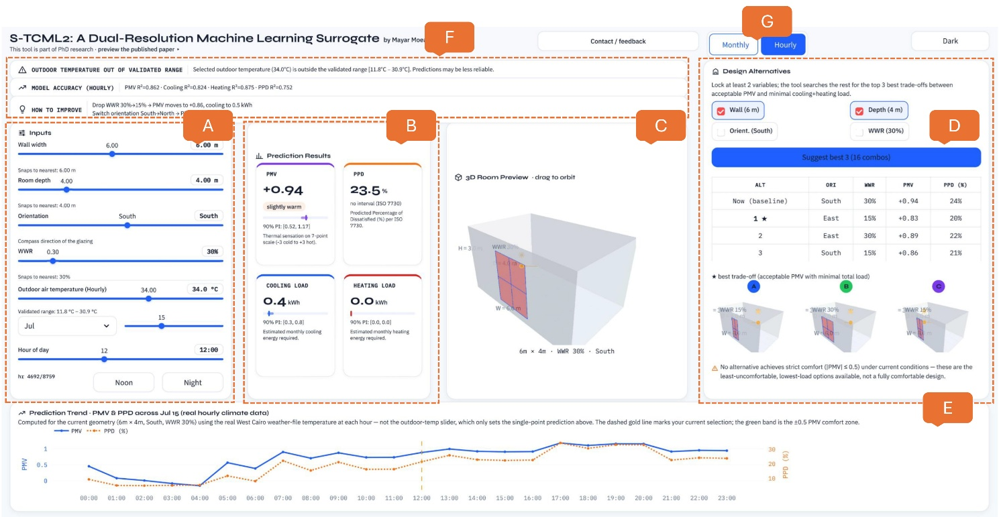 G
F
S-TCML2: A Dual-Resolution Machine Learning Surrogate by Mayar
This tool is part of PhD research · preview the published paper
Contact / feedback
Monthly
Hourly
Dark
OUTDOOR TEMPERATURE OUT OF VALIDATED RANGE Selected outdoor temperature (34.0°C) is outside the validated range [11.8°C – 30.9°C]. Predictions may be less reliable.
MODEL ACCURACY (HOURLY) PMV R²=0.862 · Cooling R²=0.824 · Heating R²=0.875 · PPD R²=0.752
HOW TO IMPROVE
Drop WWR 30%→15% → PMV moves to +0.86, cooling to 0.5 kWh
Switch orientation South→North →
A
Inputs
Wall width 6.00 6.00 m
Snaps to nearest: 6.00 m
Room depth 4.00 4.00 m
Snaps to nearest: 4.00 m
Orientation South South
Compass direction of the glazing
WWR 0.30 30%
Snaps to nearest: 30%
Outdoor air temperature (Hourly) 34.00 34.0 °C
Validated range: 11.8 °C – 30.9 °C
Jul 15
Hour of day 12 12:00
hr 4692/8759
Noon
Night
B
Prediction Results
PMV
+0.94
slightly warm
90% PI: [0.52, 1.17]
Thermal sensation on 7-point
scale (-3 cold to +3 hot).
PPD
23.5 %
no interval (ISO 7730)
Predicted Percentage of
Dissatisfied (%) per ISO
7730.
COOLING LOAD
0.4 kWh
90% PI: [0.3, 0.8]
Estimated monthly cooling
energy required.
HEATING LOAD
0.0 kWh
90% PI: [0.0, 0.0]
Estimated monthly heating
energy required.
C
3D Room Preview · drag to orbit
WWR 30%
W = 6.0 m
6m × 4m · WWR 30% · South
D
Design Alternatives
Lock at least 2 variables; the tool searches the rest for the top 3 best trade-offs between
acceptable PMV and minimal cooling+heating load.
Wall (6 m)
Depth (4 m)
Orient. (South)
WWR (30%)
Suggest best 3 (16 combos)
ALT ORI WWR PMV PPD (%)
Now (baseline) South 30% +0.94 24%
1 ★ East 15% +0.83 20%
2 East 30% +0.89 22%
3 South 15% +0.86 21%
★ best trade-off (acceptable PMV with minimal total load)
A B C
WWR 15%
WWR 30%
WWR 15%
No alternative achieves strict comfort (|PMV| ≤ 0.5) under current conditions — these are the
least-uncomfortable, lowest-load options available, not a fully comfortable design.
E
Prediction Trend · PMV & PPD across Jul 15 (real hourly climate data)
Computed for the current geometry (6m × 4m, South, WWR 30%) using the real West Cairo weather-file temperature at each hour — not the outdoor-temp slider, which only sets the single-point prediction above. The dashed gold line marks your current selection; the green band is the ±0.5 PMV comfort zone.
PMV PPD (%)
PMV
1
0.5
0
30
20
10
PPD (%)
00:00 01:00 02:00 03:00 04:00 05:00 06:00 07:00 08:00 09:00 10:00 11:00 12:00 13:00 14:00 15:00 16:00 17:00 18:00 19:00 20:00 21:00 22:00 23:00